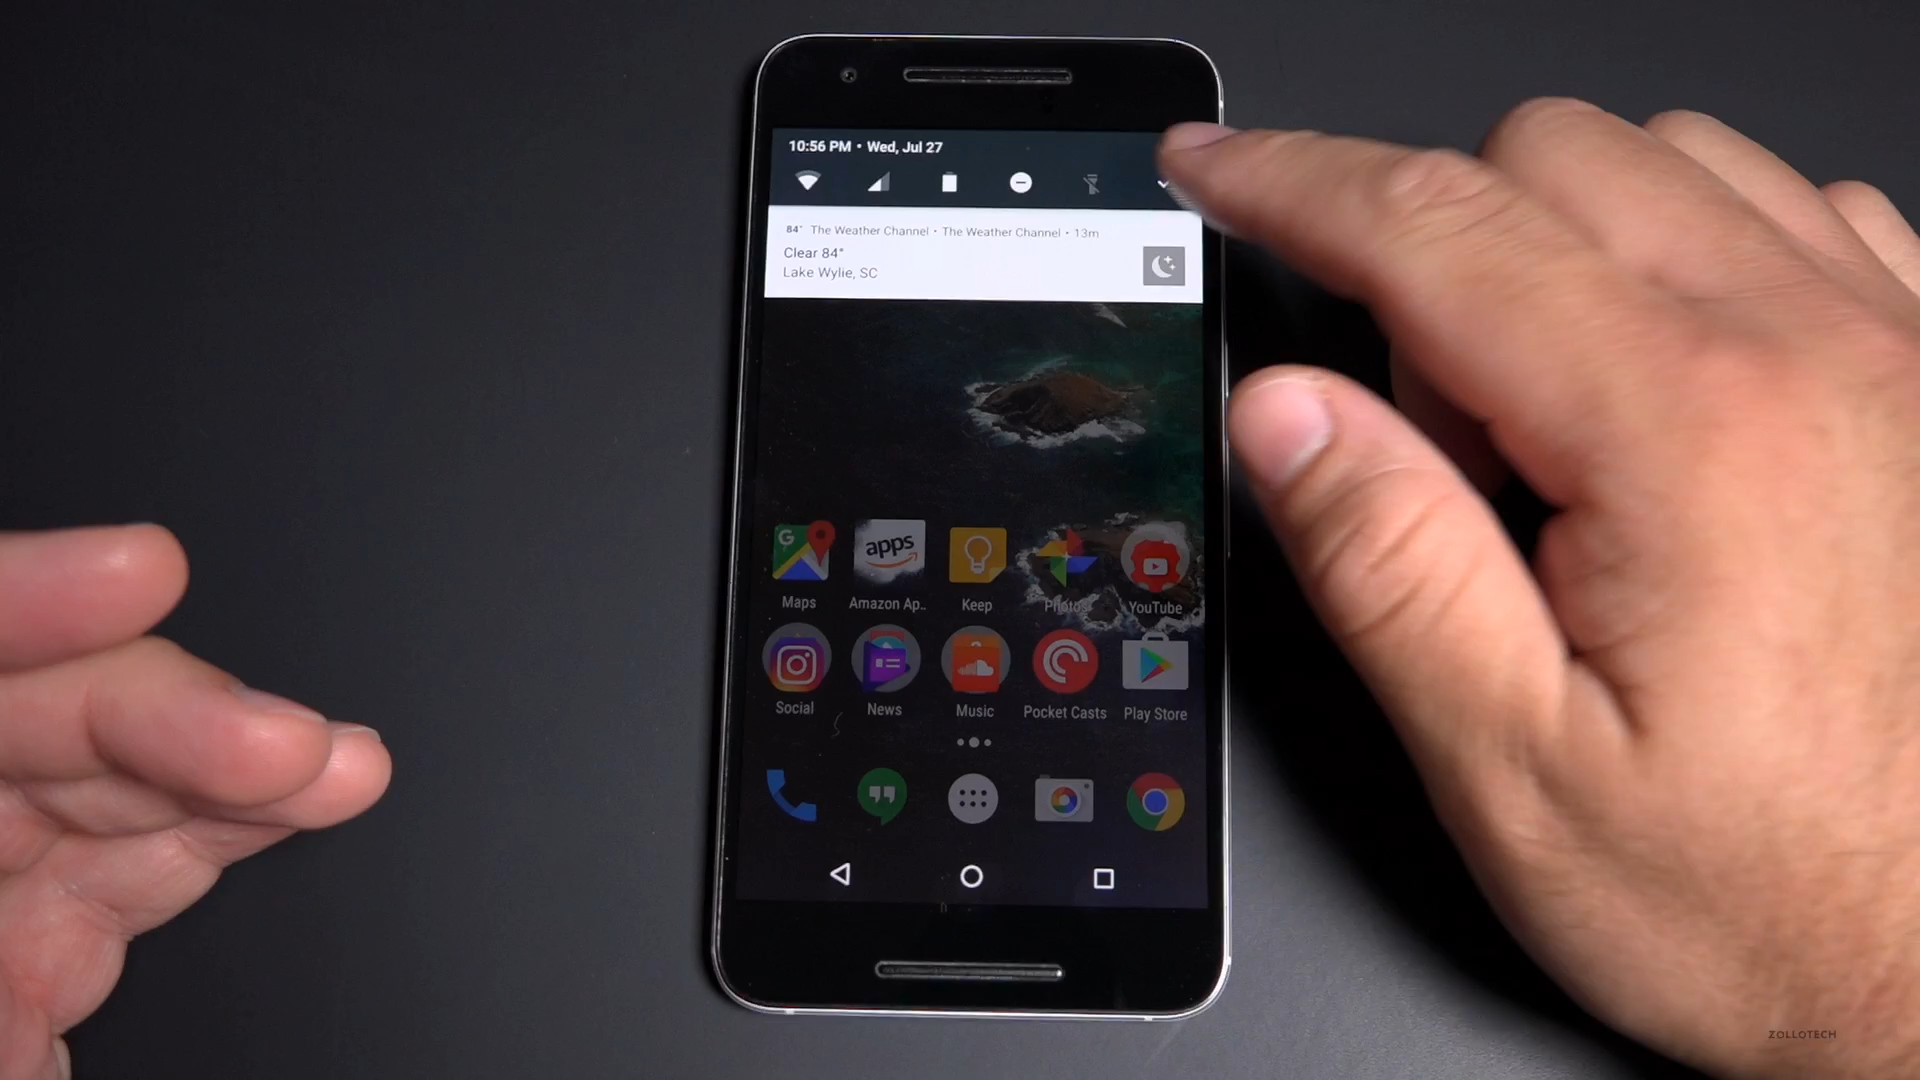 10:56 PM • Wed, Jul 27
84° The Weather Channel • The Weather Channel • 13m
Clear 84°
Lake Wylie, SC
G
apps
Maps
Amazon Ap..
Keep
Photos
YouTube
Social
News
Music
Pocket Casts
Play Store
ZOLLOTECH